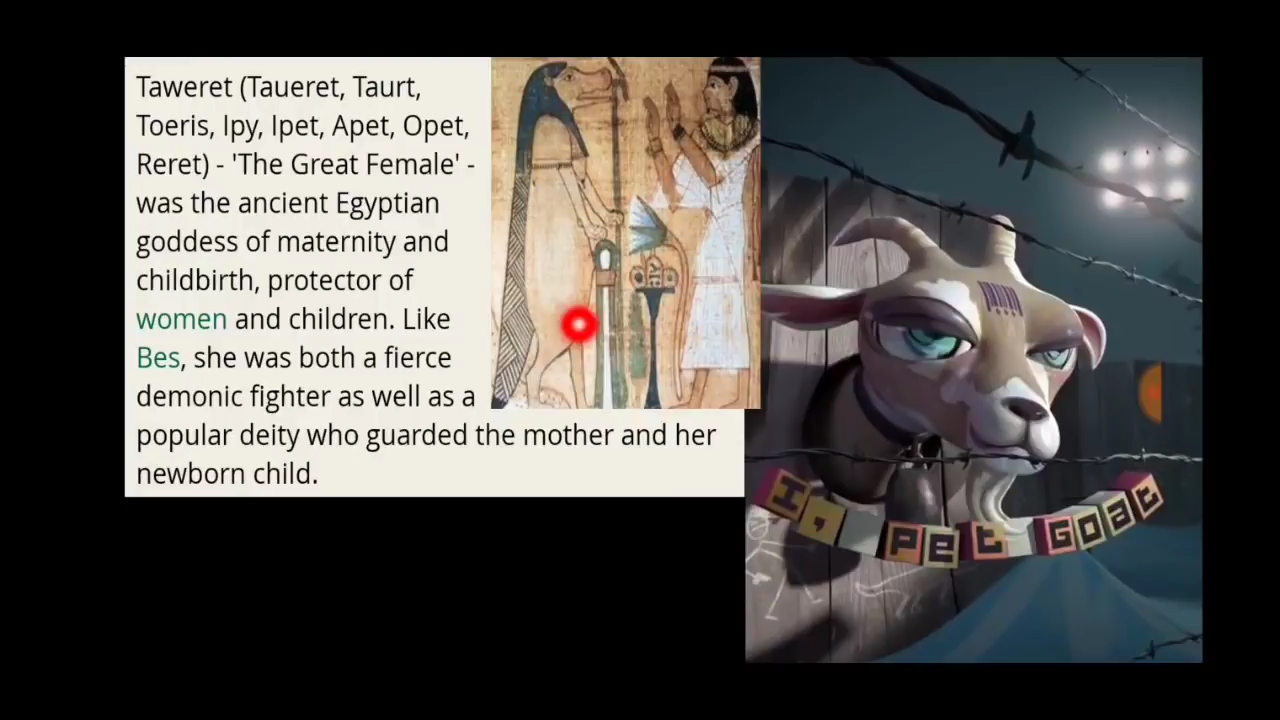 Taweret (Taueret, Taurt,
Toeris, Ipy, Ipet, Apet, Opet,
Reret) - 'The Great Female' -
was the ancient Egyptian
goddess of maternity and
childbirth, protector of
women and children. Like
Bes, she was both a fierce
demonic fighter as well as a
popular deity who guarded the mother and her
newborn child.
I, Pet Goat